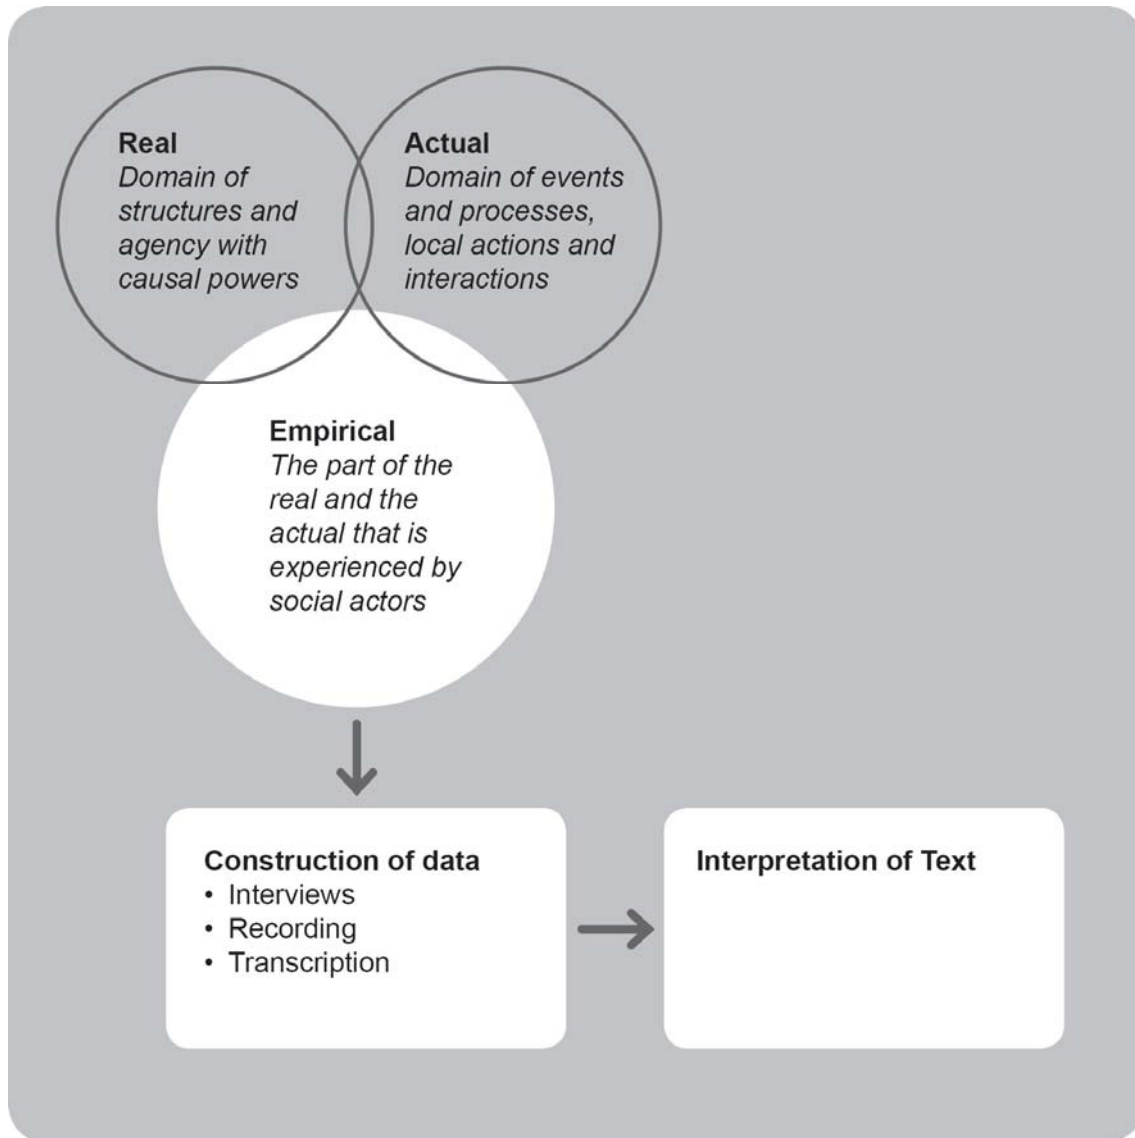 Real
Domain of
structures and
agency with
causal powers
Actual
Domain of events
and processes,
local actions and
interactions
Empirical
The part of the
real and the
actual that is
experienced by
social actors
Construction of data
• Interviews
• Recording
• Transcription
Interpretation of Text